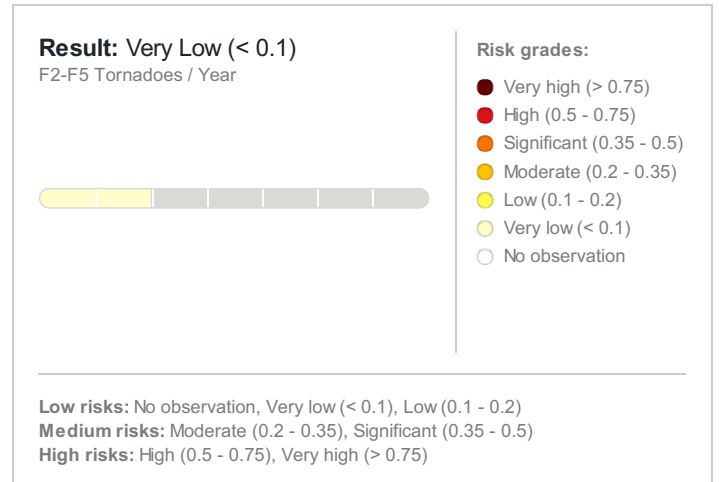 Result: Very Low (< 0.1)
F2-F5 Tornadoes / Year
Risk grades:
Very high (> 0.75)
High (0.5 - 0.75)
Significant (0.35 - 0.5)
Moderate (0.2 - 0.35)
Low (0.1 - 0.2)
Very low (< 0.1)
No observation
Low risks: No observation, Very low (< 0.1), Low (0.1 - 0.2)
Medium risks: Moderate (0.2 - 0.35), Significant (0.35 - 0.5)
High risks: High (0.5 - 0.75), Very high (> 0.75)